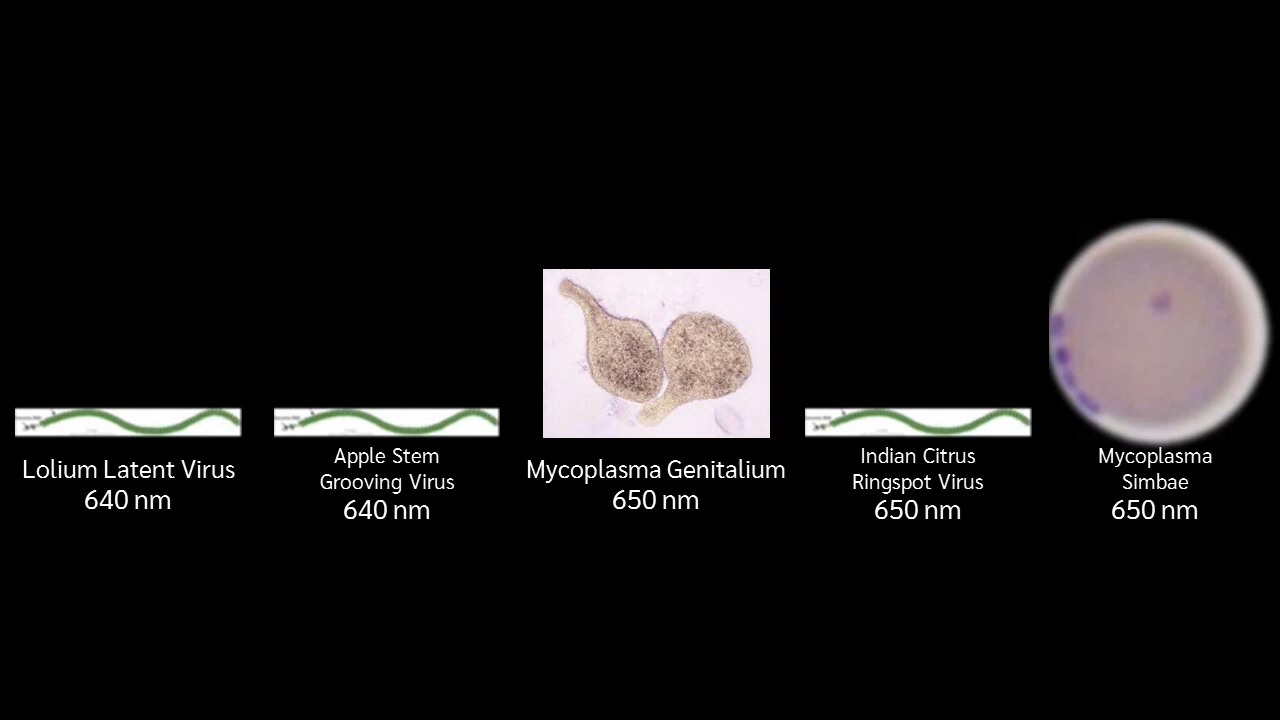 Lolium Latent Virus
640 nm
Apple Stem
Grooving Virus
640 nm
Mycoplasma Genitalium
650 nm
Indian Citrus
Ringspot Virus
650 nm
Mycoplasma
Simbae
650 nm